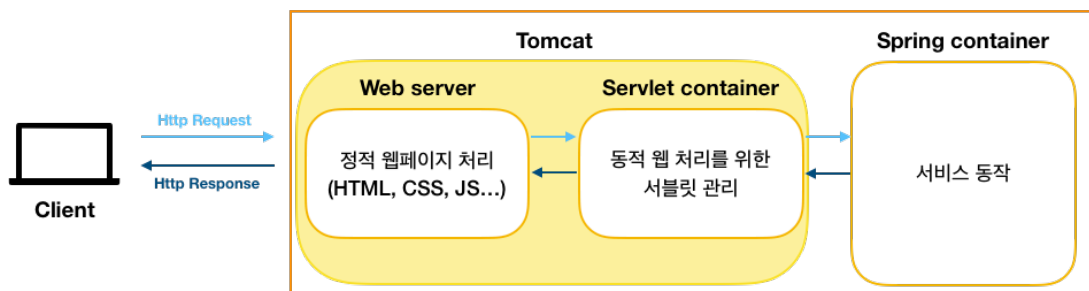 Tomcat
Spring container
Web server
Servlet container
Http Request
Http Response
Client
정적 웹페이지 처리
(HTML, CSS, JS...)
동적 웹 처리를 위한
서블릿 관리
서비스 동작